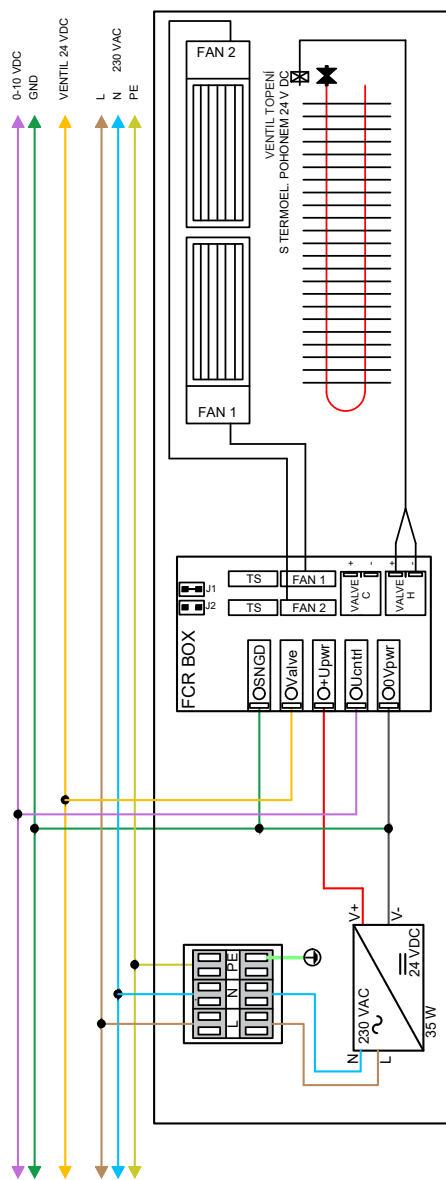 0-10 VDC
GND
VENTIL 24 VDC
L
N
230 VAC
PE
FAN 2
FAN 1
VENTIL TOPENÍ
S TERMOEL. POHONEM 24 V DC
FCR BOX
J1
J2
TS
FAN 1
TS
FAN 2
+
-
VALVE
C
+
-
VALVE
H
SNGD
Valve
+Upwr
Ucntrl
0Vpwr
L
N
PE
V+
V-
230 VAC
24 VDC
N
L
35 W